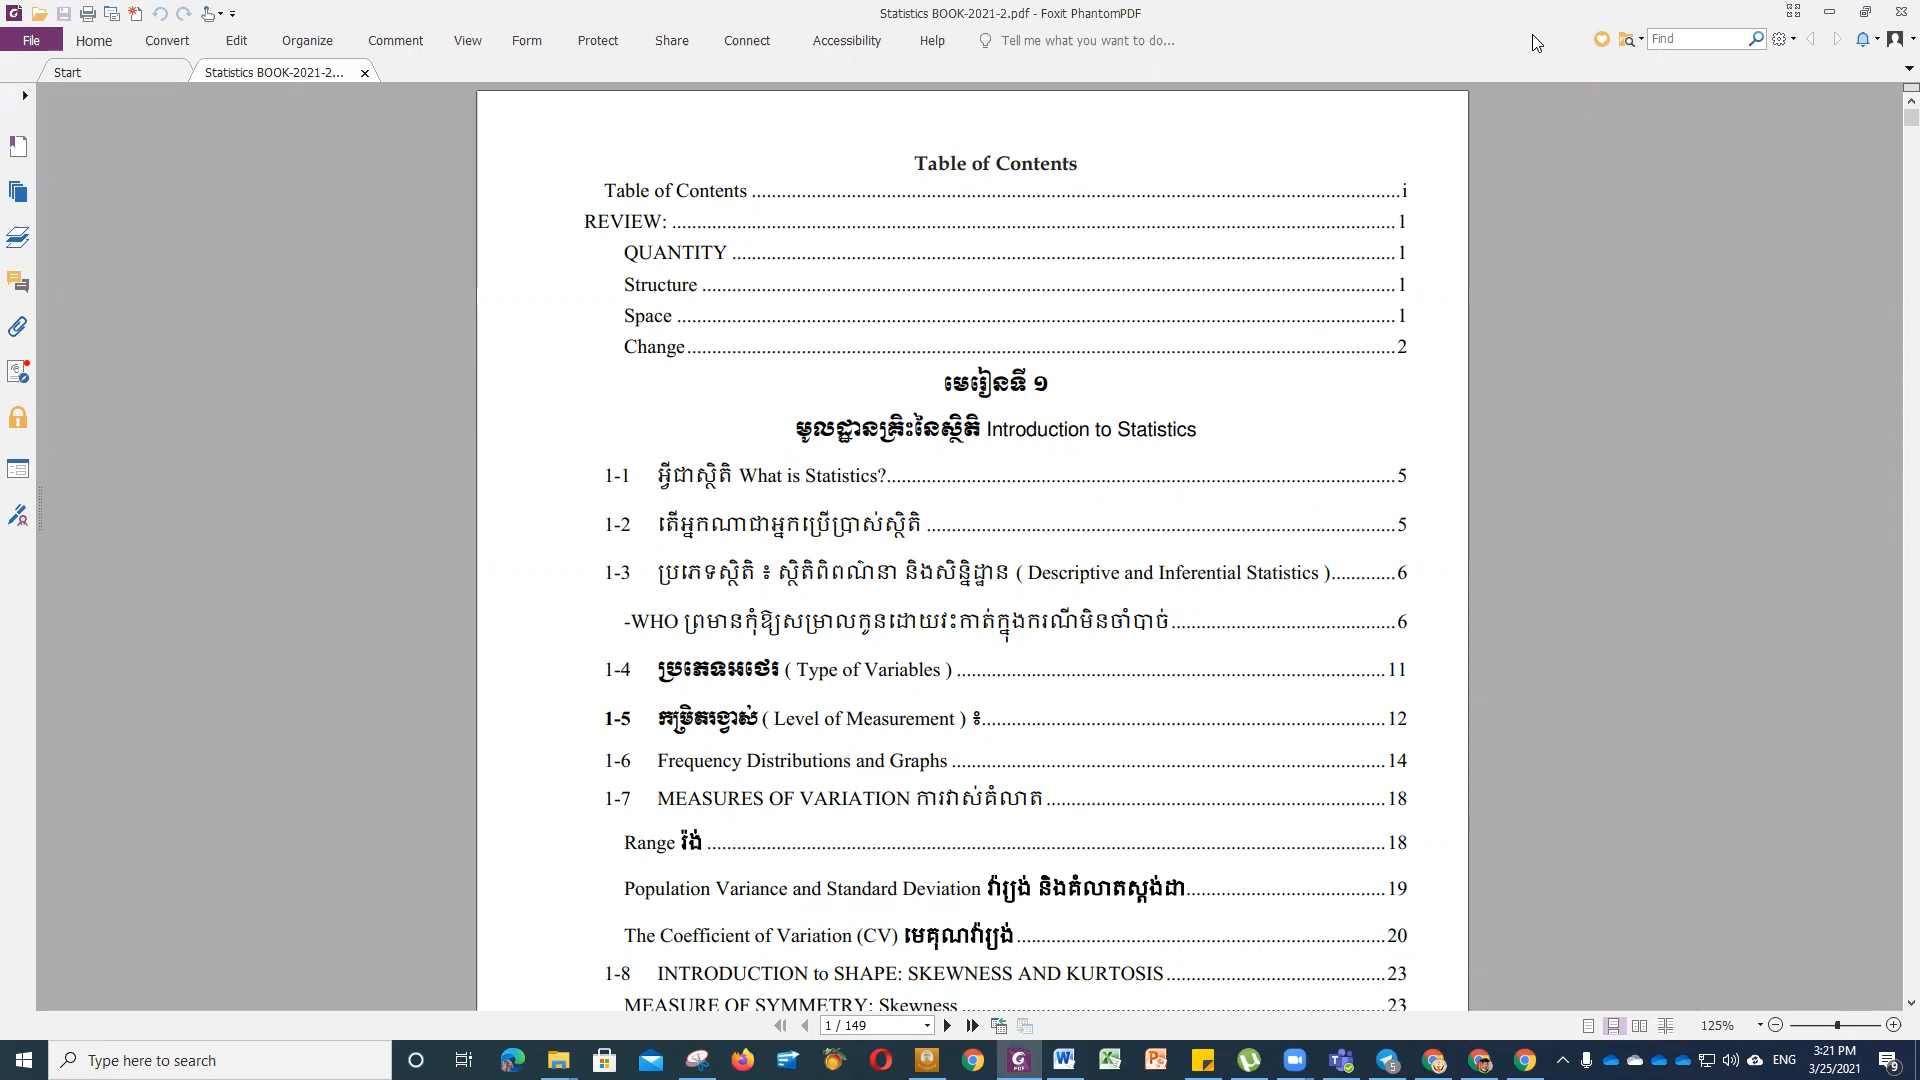 Statistics BOOK-2021-2.pdf - Foxit PhantomPDF
File Home Convert Edit Organize Comment View Form Protect Share Connect Accessibility Help Tell me what you want to do... Find
Start Statistics BOOK-2021-2...
Table of Contents
Table of Contents ........ i
REVIEW: ........ 1
QUANTITY ........ 1
Structure ........ 1
Space ........ 1
Change ........ 2
មេរៀនទី ១
មូលដ្ឋានគ្រិះនៃស្ថិតិ Introduction to Statistics
1-1 អ្វីជាស្ថិតិ What is Statistics? ........ 5
1-2 តើអ្នកណាជាអ្នកប្រើប្រាស់ស្ថិតិ ........ 5
1-3 ប្រភេទស្ថិតិ ៖ ស្ថិតិពិពណ៌នា និងសិន្និដ្ឋាន ( Descriptive and Inferential Statistics ) ........ 6
-WHO ព្រមានកុំឱ្យសម្រាលកូនដោយវះកាត់ក្នុងករណីមិនចាំបាច់ ........ 6
1-4 ប្រភេទអថេរ ( Type of Variables ) ........ 11
1-5 កម្រិតរង្វាស់ ( Level of Measurement ) ៖ ........ 12
1-6 Frequency Distributions and Graphs ........ 14
1-7 MEASURES OF VARIATION ការវាស់គំលាត ........ 18
Range រ៉ង់ ........ 18
Population Variance and Standard Deviation វ៉ារ្យង់ និងគំលាតស្តង់ដា ........ 19
The Coefficient of Variation (CV) មេគុណវ៉ារ្យង់ ........ 20
1-8 INTRODUCTION to SHAPE: SKEWNESS AND KURTOSIS ........ 23
MEASURE OF SYMMETRY: Skewness ........ 23
1 / 149 125%
Type here to search ENG 3:21 PM
3/25/2021